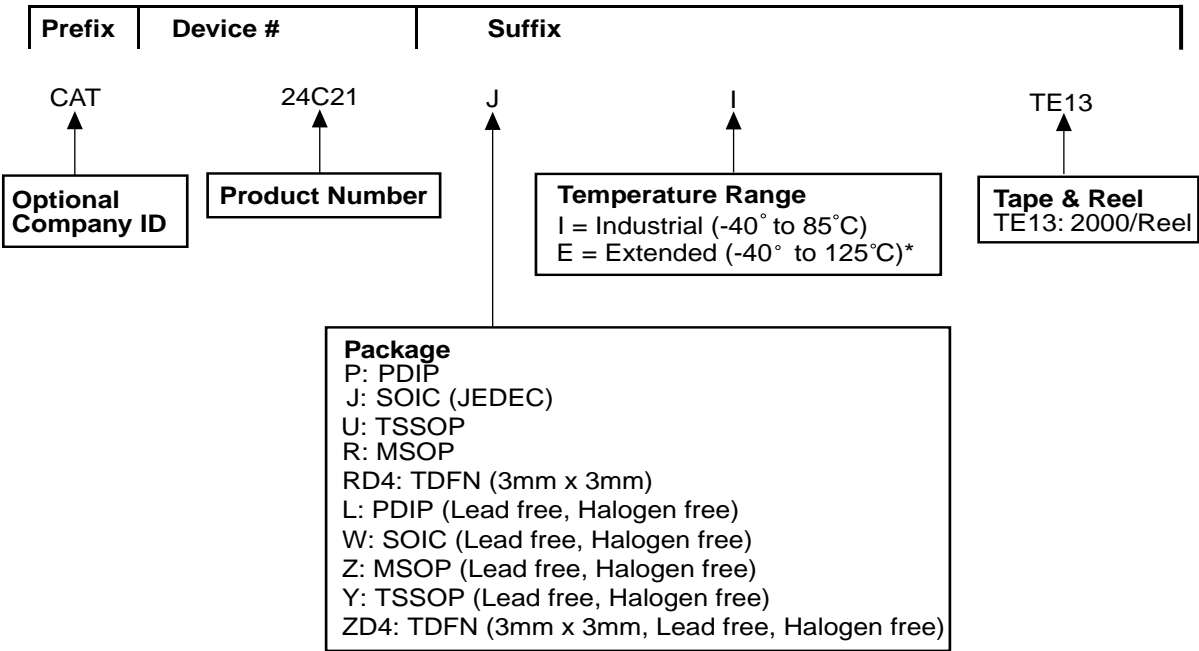 Prefix Device # Suffix
CAT 24C21 J I TE13
Optional
Company ID
Product Number
Temperature Range
I = Industrial (-40˚ to 85˚C)
E = Extended (-40° to 125˚C)*
Tape & Reel
TE13: 2000/Reel
Package
P: PDIP
J: SOIC (JEDEC)
U: TSSOP
R: MSOP
RD4: TDFN (3mm x 3mm)
L: PDIP (Lead free, Halogen free)
W: SOIC (Lead free, Halogen free)
Z: MSOP (Lead free, Halogen free)
Y: TSSOP (Lead free, Halogen free)
ZD4: TDFN (3mm x 3mm, Lead free, Halogen free)